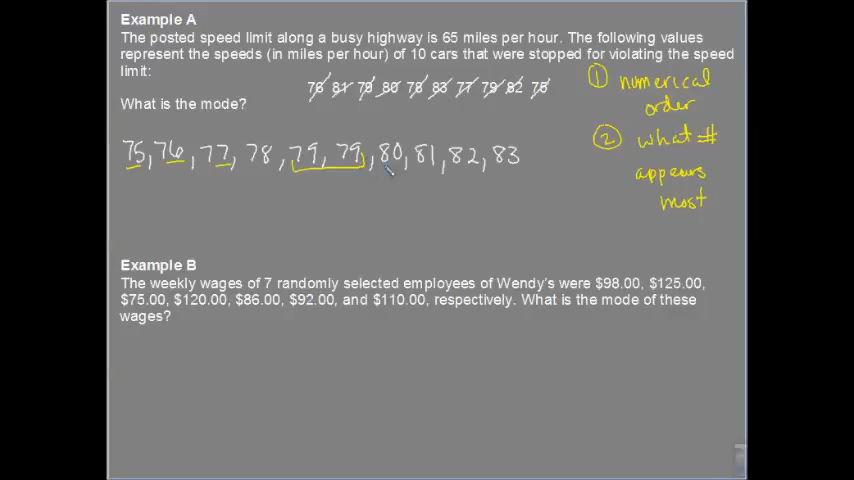 Example A
The posted speed limit along a busy highway is 65 miles per hour. The following values
represent the speeds (in miles per hour) of 10 cars that were stopped for violating the speed
limit:
76 81 79 80 78 83 77 79 82 75
What is the mode?
① numerical
order
② what #
appears
most
75, 76, 77, 78, 79, 79, 80, 81, 82, 83
Example B
The weekly wages of 7 randomly selected employees of Wendy's were $98.00, $125.00,
$75.00, $120.00, $86.00, $92.00, and $110.00, respectively. What is the mode of these
wages?